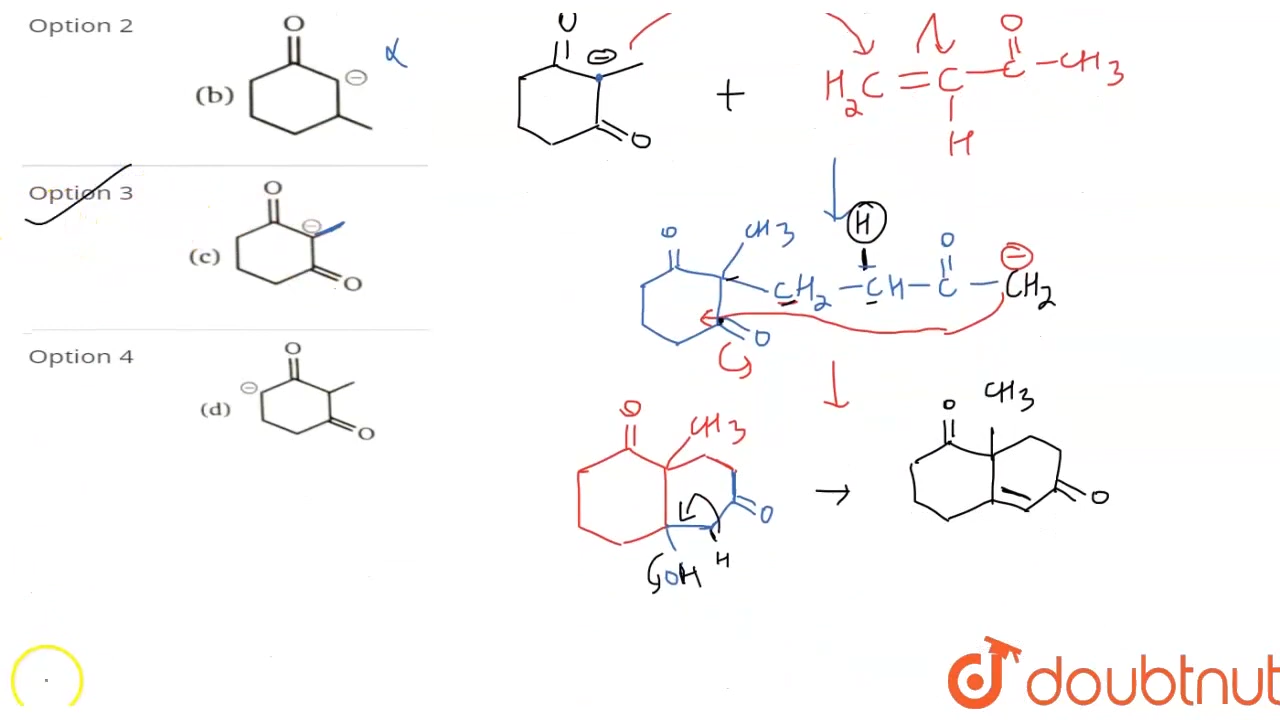 Option 2
O
(b)
⊖
α
O
⊖
O
+
H2C = C - C - CH3
O
H
Option 3
O
(c)
⊖
O
H
O
CH3
CH2 - CH - C - CH2
O
⊖
O
Option 4
O
(d)
⊖
O
O
CH3
O
OH
H
→
O
CH3
O
doubtnut